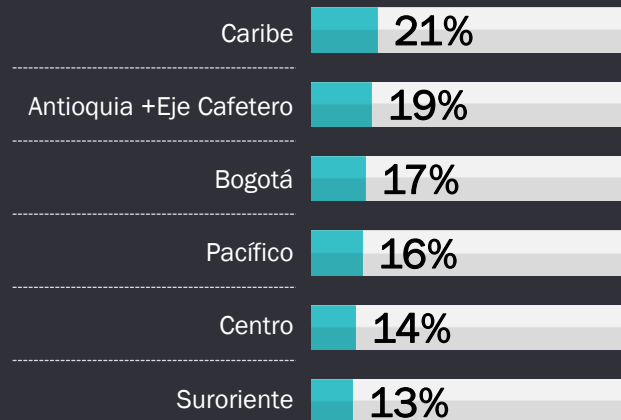 Caribe 21%
Antioquia +Eje Cafetero 19%
Bogotá 17%
Pacífico 16%
Centro 14%
Suroriente 13%